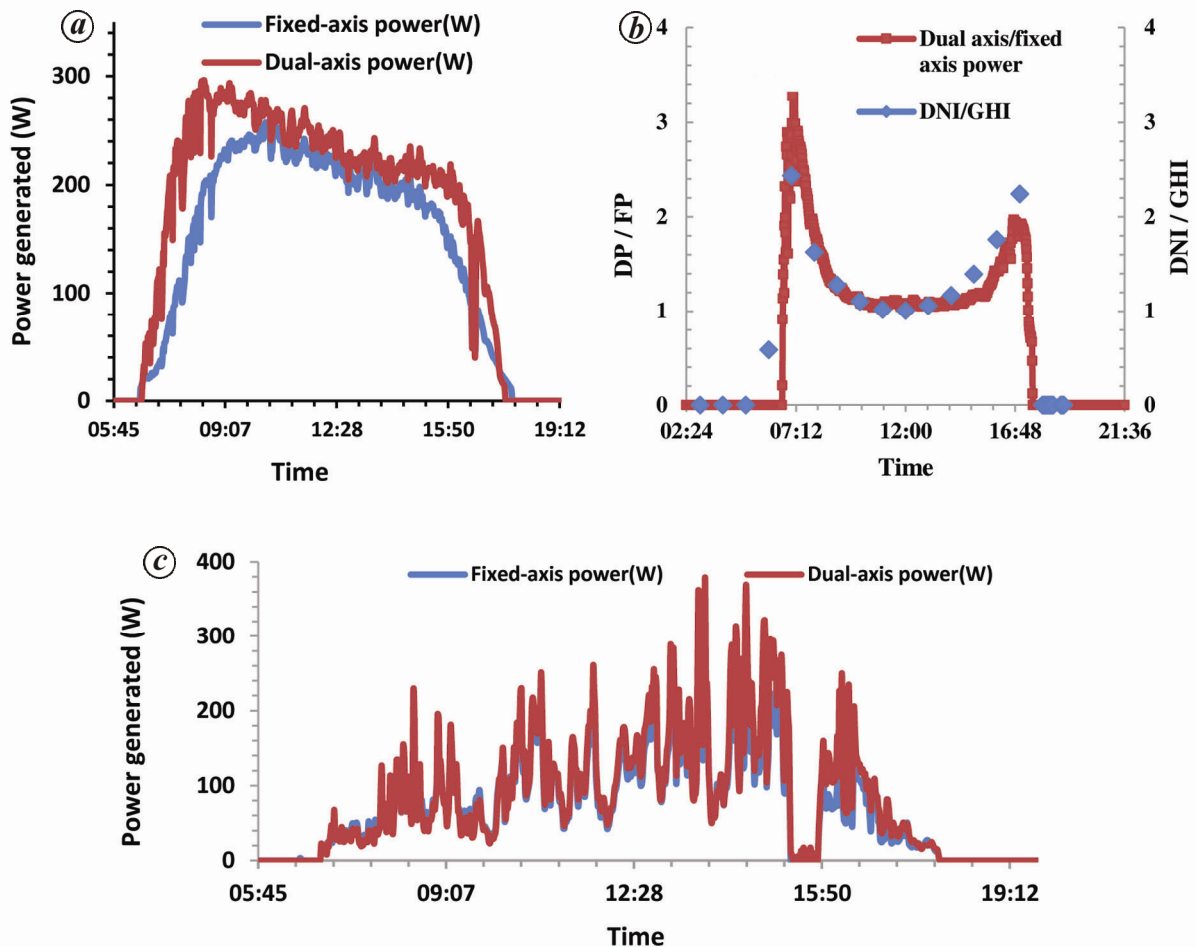 a
Fixed-axis power(W)
Dual-axis power(W)
Power generated (W)
300
200
100
0
05:45 09:07 12:28 15:50 19:12
Time
b
Dual axis/fixed
axis power
DNI/GHI
DP / FP
4
3
2
1
0
DNI / GHI
4
3
2
1
0
02:24 07:12 12:00 16:48 21:36
Time
c
Fixed-axis power(W) Dual-axis power(W)
Power generated (W)
400
300
200
100
0
05:45 09:07 12:28 15:50 19:12
Time